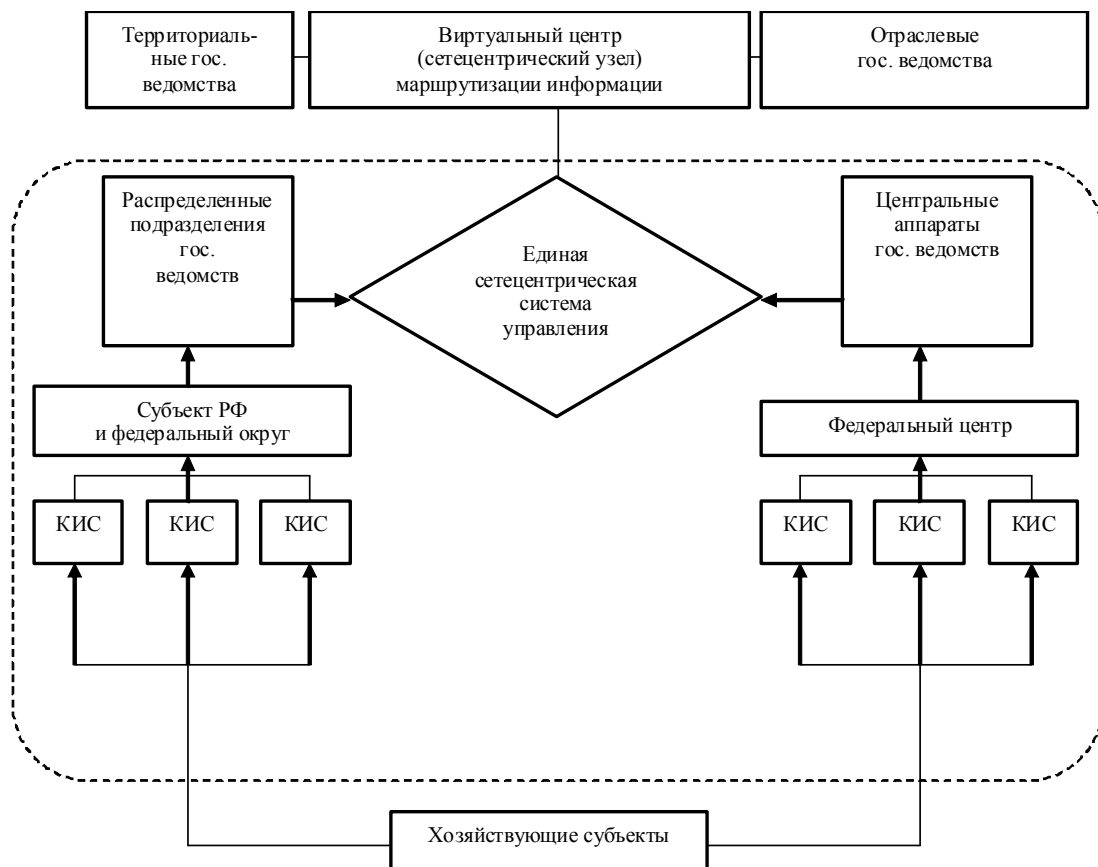 Территориаль-
ные гос.
ведомства
Виртуальный центр
(сетецентрический узел)
маршрутизации информации
Отраслевые
гос. ведомства
Распределенные
подразделения
гос.
ведомств
Единая
сетецентрическая
система
управления
Центральные
аппараты
гос. ведомств
Субъект РФ
и федеральный округ
Федеральный центр
КИС
КИС
КИС
КИС
КИС
КИС
Хозяйствующие субъекты